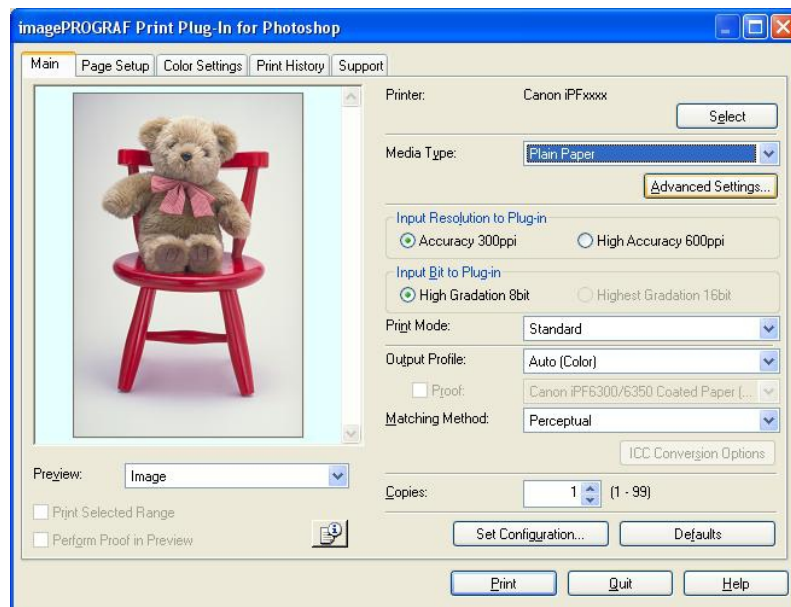 imagePROGRAF Print Plug-In for Photoshop
Main Page Setup Color Settings Print History Support
Printer: Canon iPFxxxx
Select
Media Type: Plain Paper
Advanced Settings...
Input Resolution to Plug-in
Accuracy 300ppi High Accuracy 600ppi
Input Bit to Plug-in
High Gradation 8bit Highest Gradation 16bit
Print Mode: Standard
Output Profile: Auto (Color)
Proof: Canon iPF6300/6350 Coated Paper (...
Matching Method: Perceptual
ICC Conversion Options
Preview: Image
Copies: 1 (1 - 99)
Print Selected Range
Perform Proof in Preview
Set Configuration... Defaults
Print Quit Help